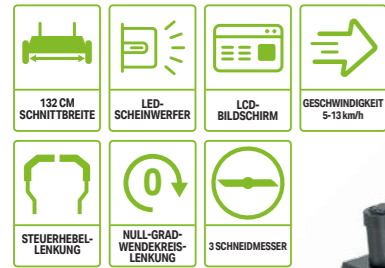 132 CM
SCHNITTBREITE
LED-
SCHEINWERFER
LCD-
BILDSCHIRM
GESCHWINDIGKEIT
5-13 km/h
STEUERHEBEL-
LENKUNG
0
NULL-GRAD-
WENDEKREIS-
LENKUNG
3 SCHNEIDMESSER